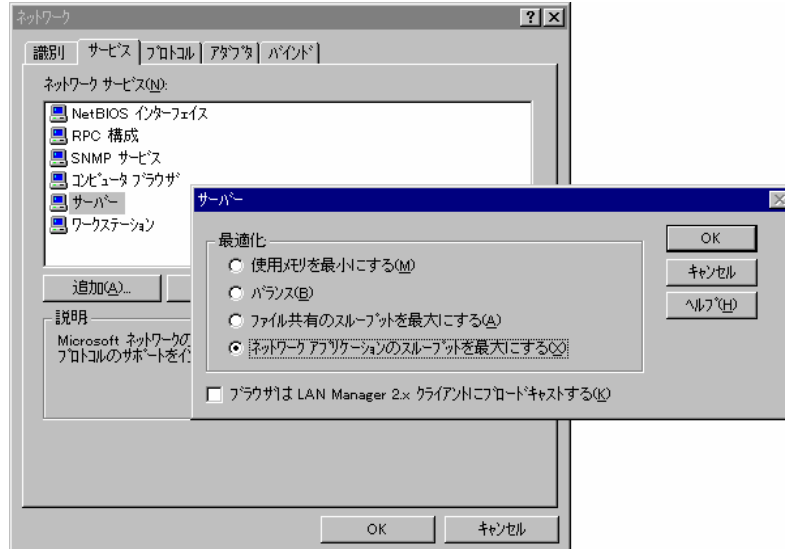 ネットワーク
識別 サービス プロトコル アダプタ バインド
ネットワーク サービス(N):
NetBIOS インターフェイス
RPC 構成
SNMP サービス
コンピュータ ブラウザ
サーバー
ワークステーション
追加(A)...
説明
Microsoft ネットワークの
プロトコルのサポートをイ
OK キャンセル
サーバー
最適化
使用メモリを最小にする(M)
バランス(B)
ファイル共有のスループットを最大にする(A)
ネットワーク アプリケーションのスループットを最大にする(X)
ブラウザは LAN Manager 2.x クライアントにブロードキャストする(K)
OK
キャンセル
ヘルプ(H)